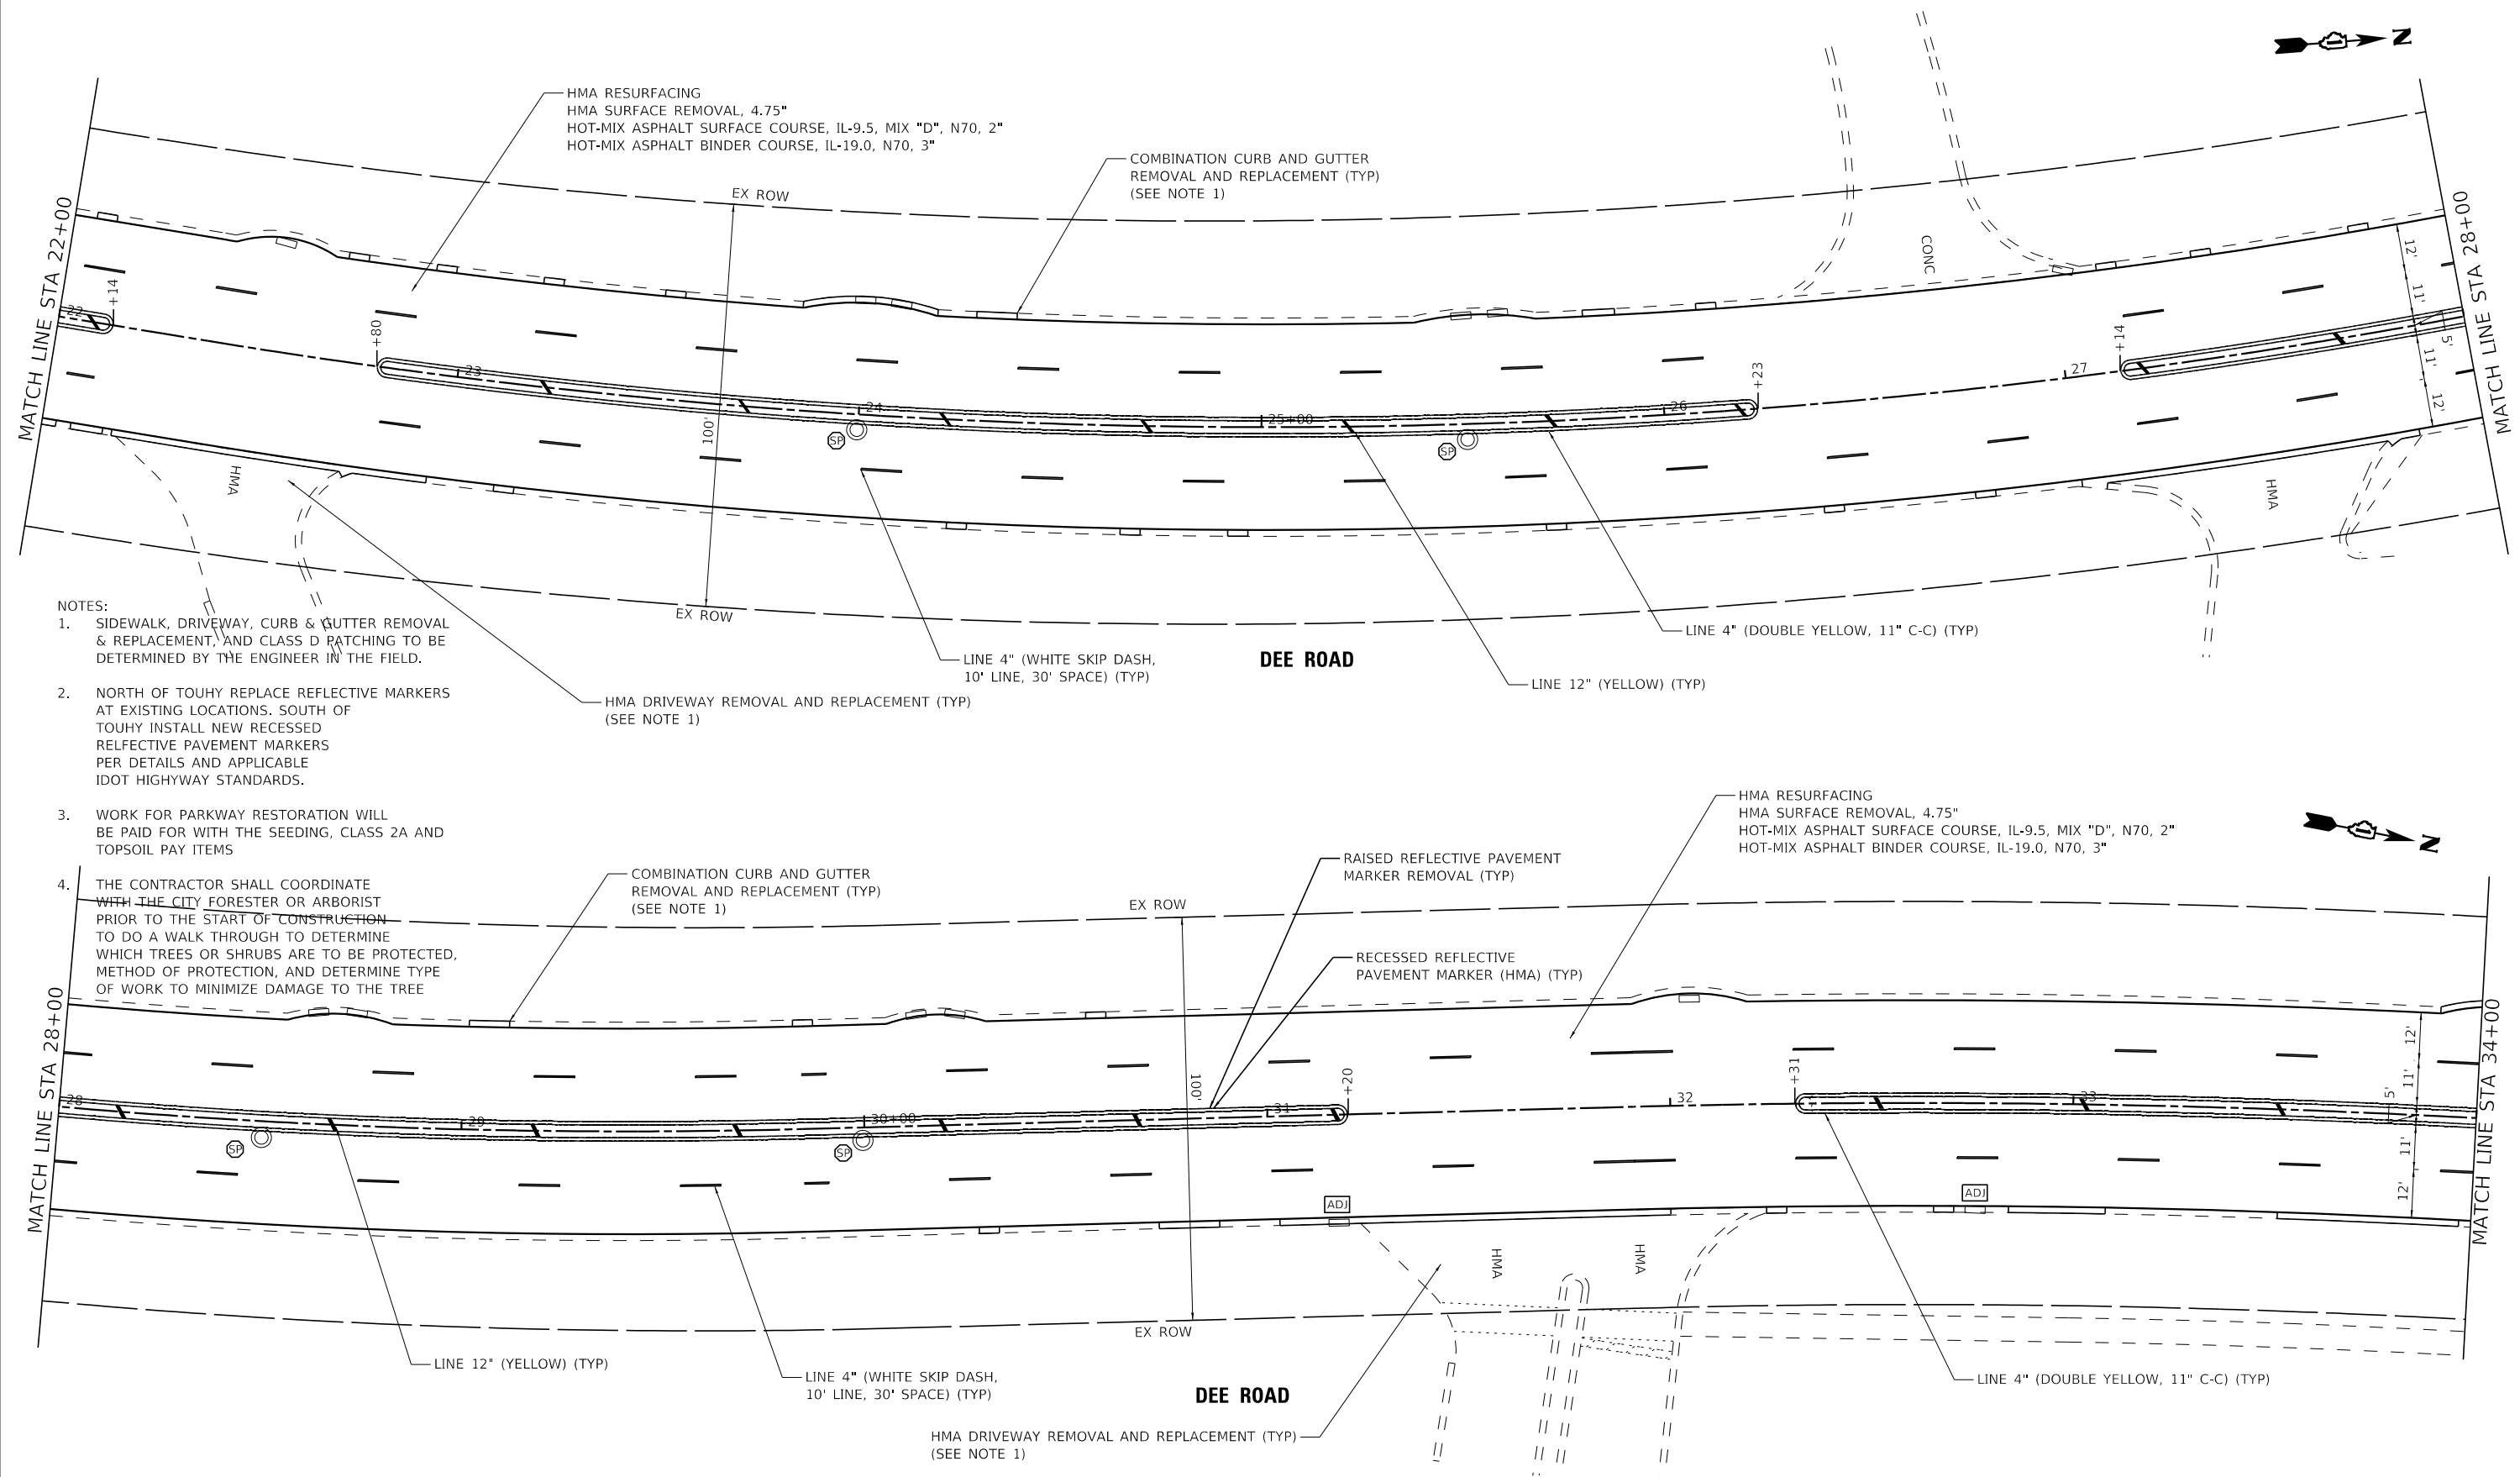 N
HMA RESURFACING
HMA SURFACE REMOVAL, 4.75"
HOT-MIX ASPHALT SURFACE COURSE, IL-9.5, MIX "D", N70, 2"
HOT-MIX ASPHALT BINDER COURSE, IL-19.0, N70, 3"
COMBINATION CURB AND GUTTER
REMOVAL AND REPLACEMENT (TYP)
(SEE NOTE 1)
EX ROW
MATCH LINE STA 22+00
22
+14
+80
23
100'
24
SP
25+00
SP
26
+23
27
+14
CONC
12'
11'
5'
11'
12'
MATCH LINE STA 28+00
HMA
HMA
EX ROW
LINE 4" (WHITE SKIP DASH,
10' LINE, 30' SPACE) (TYP)
DEE ROAD
LINE 4" (DOUBLE YELLOW, 11" C-C) (TYP)
LINE 12" (YELLOW) (TYP)
HMA DRIVEWAY REMOVAL AND REPLACEMENT (TYP)
(SEE NOTE 1)
NOTES:
1. SIDEWALK, DRIVEWAY, CURB & GUTTER REMOVAL
& REPLACEMENT, AND CLASS D PATCHING TO BE
DETERMINED BY THE ENGINEER IN THE FIELD.
2. NORTH OF TOUHY REPLACE REFLECTIVE MARKERS
AT EXISTING LOCATIONS. SOUTH OF
TOUHY INSTALL NEW RECESSED
RELFECTIVE PAVEMENT MARKERS
PER DETAILS AND APPLICABLE
IDOT HIGHYWAY STANDARDS.
3. WORK FOR PARKWAY RESTORATION WILL
BE PAID FOR WITH THE SEEDING, CLASS 2A AND
TOPSOIL PAY ITEMS
4. THE CONTRACTOR SHALL COORDINATE
WITH THE CITY FORESTER OR ARBORIST
PRIOR TO THE START OF CONSTRUCTION
TO DO A WALK THROUGH TO DETERMINE
WHICH TREES OR SHRUBS ARE TO BE PROTECTED,
METHOD OF PROTECTION, AND DETERMINE TYPE
OF WORK TO MINIMIZE DAMAGE TO THE TREE
N
HMA RESURFACING
HMA SURFACE REMOVAL, 4.75"
HOT-MIX ASPHALT SURFACE COURSE, IL-9.5, MIX "D", N70, 2"
HOT-MIX ASPHALT BINDER COURSE, IL-19.0, N70, 3"
RAISED REFLECTIVE PAVEMENT
MARKER REMOVAL (TYP)
COMBINATION CURB AND GUTTER
REMOVAL AND REPLACEMENT (TYP)
(SEE NOTE 1)
EX ROW
RECESSED REFLECTIVE
PAVEMENT MARKER (HMA) (TYP)
MATCH LINE STA 28+00
28
SP
29
30+00
SP
100'
31
+20
32
+31
33
ADJ
ADJ
12'
11'
5'
11'
12'
MATCH LINE STA 34+00
HMA
HMA
EX ROW
LINE 12" (YELLOW) (TYP)
LINE 4" (WHITE SKIP DASH,
10' LINE, 30' SPACE) (TYP)
DEE ROAD
LINE 4" (DOUBLE YELLOW, 11" C-C) (TYP)
HMA DRIVEWAY REMOVAL AND REPLACEMENT (TYP)
(SEE NOTE 1)